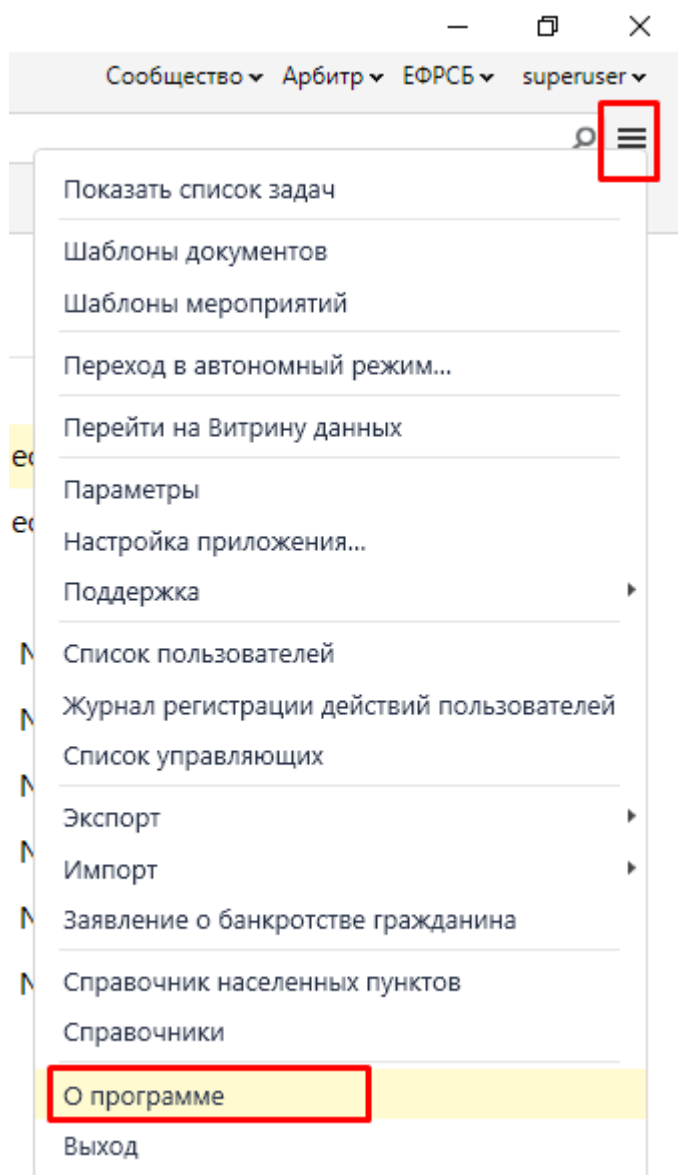 Сообщество Арбитр ЕФРСБ superuser
Показать список задач
Шаблоны документов
Шаблоны мероприятий
Переход в автономный режим...
Перейти на Витрину данных
Параметры
Настройка приложения...
Поддержка
Список пользователей
Журнал регистрации действий пользователей
Список управляющих
Экспорт
Импорт
Заявление о банкротстве гражданина
Справочник населенных пунктов
Справочники
О программе
Выход